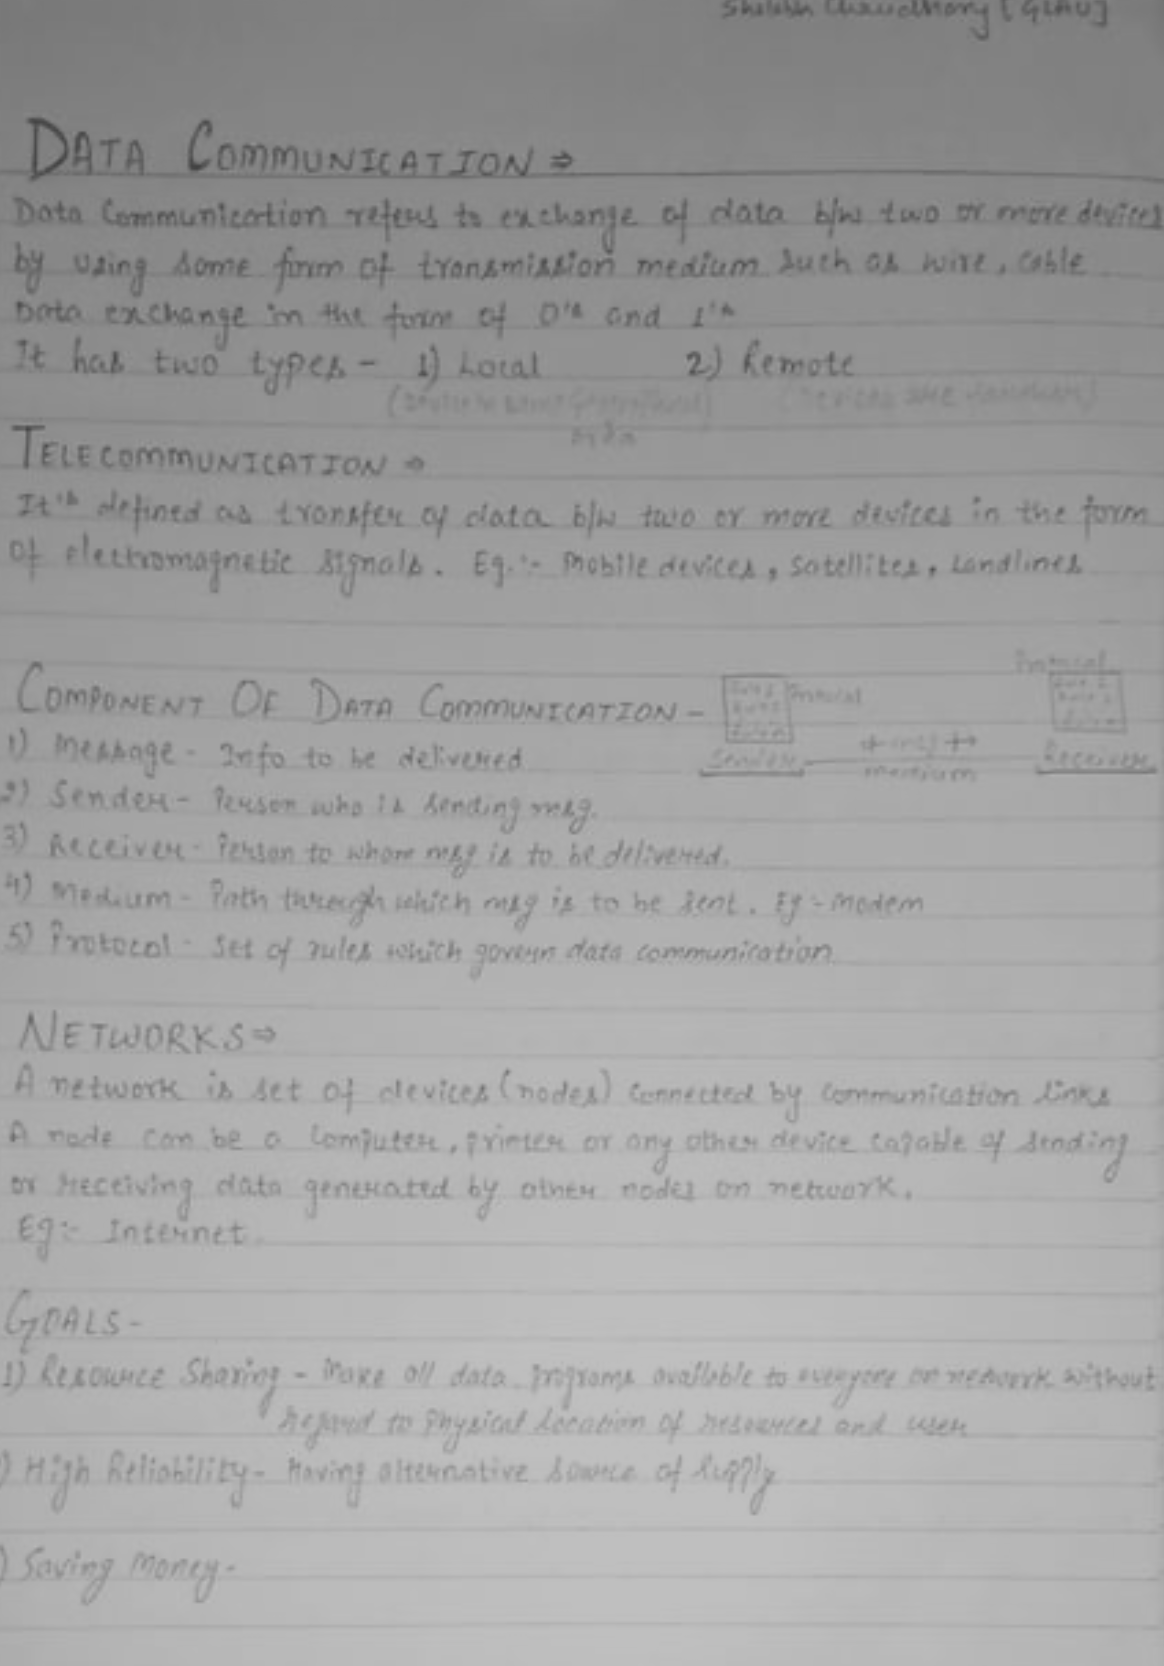 Chaudhary [GLAU]
DATA COMMUNICATION ⇒
Data Communication refers to exchange of data b/w two or more devices
by using some form of transmission medium such as wire, cable
Data exchange in the form of 0's and 1's
It has two types - 1) Local 2) Remote
TELECOMMUNICATION ⇒
It's defined as transfer of data b/w two or more devices in the form
of electromagnetic signals. Eg.:- Mobile devices, Satellites, Landlines
Protocol
COMPONENT OF DATA COMMUNICATION - Protocol
1) Message - Info to be delivered
Sender ← msg → Receiver
medium
2) Sender - Person who is sending msg.
3) Receiver - Person to whom msg is to be delivered.
4) Medium - Path through which msg is to be sent. Eg - Modem
5) Protocol - Set of rules which govern data communication
NETWORKS ⇒
A network is set of devices (nodes) connected by communication links
A node can be a computer, printer or any other device capable of sending
or receiving data generated by other nodes on network.
Eg:- Internet.
GOALS -
1) Resource Sharing - Make all data programs available to everyone on network without
regard to Physical location of resources and user
) High Reliability - Having alternative source of supply
) Saving Money -